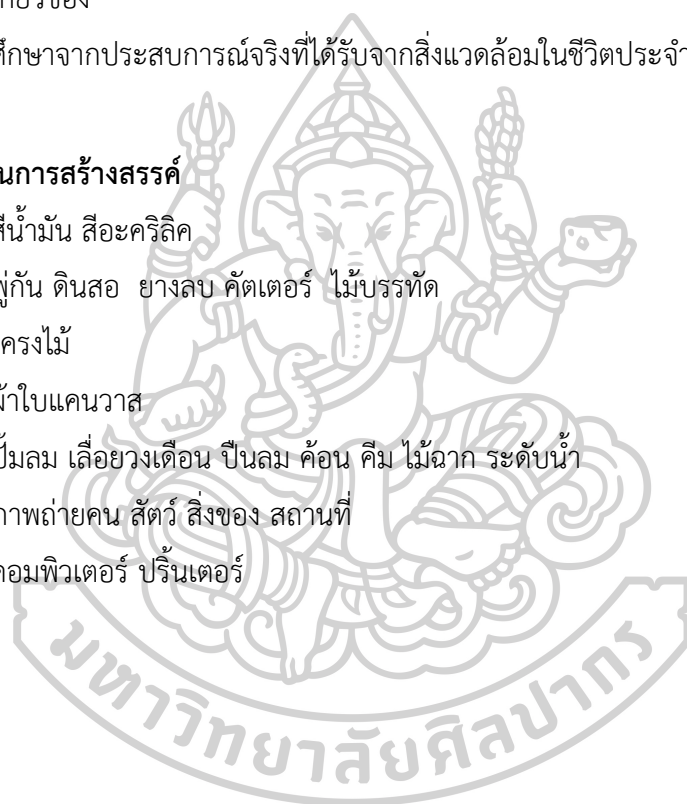 ศึกษาจากประสบการณ์จริงที่ได้รับจากสิ่งแวดล้อมในชีวิตประจำ
นการสร้างสรรค์
สีน้ำมัน สีอะคริลิค
พู่กัน ดินสอ ยางลบ คัตเตอร์ ไม้บรรทัด
โครงไม้
ผ้าใบแคนวาส
ปั้มลม เลื่อยวงเดือน ปืนลม ค้อน คีม ไม้ฉาก ระดับน้ำ
ภาพถ่ายคน สัตว์ สิ่งของ สถานที่
คอมพิวเตอร์ ปริ้นเตอร์
มหาวิทยาลัยศิลปากร